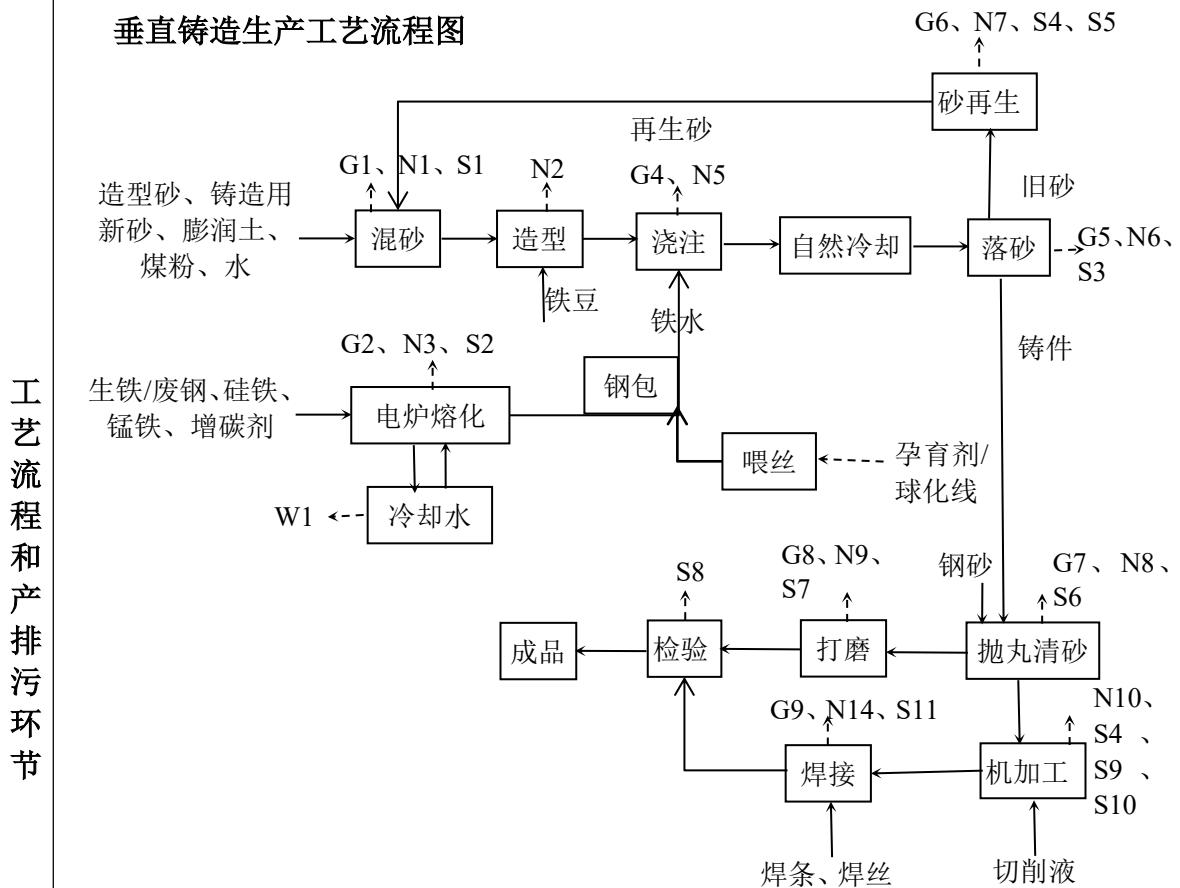 垂直铸造生产工艺流程图
G6、N7、S4、S5
砂再生
再生砂
旧砂
G1、N1、S1
N2
G4、N5
造型砂、铸造用
新砂、膨润土、
煤粉、水
混砂
造型
浇注
自然冷却
落砂
G5、N6、
S3
铁豆
铁水
铸件
G2、N3、S2
生铁/废钢、硅铁、
锰铁、增碳剂
电炉熔化
钢包
喂丝
孕育剂/
球化线
W1
冷却水
工艺流程和产排污环节
S8
G8、N9、
S7
钢砂
G7、N8、
S6
成品
检验
打磨
抛丸清砂
G9、N14、S11
N10、
S4、
S9、
S10
焊接
机加工
焊条、焊丝
切削液